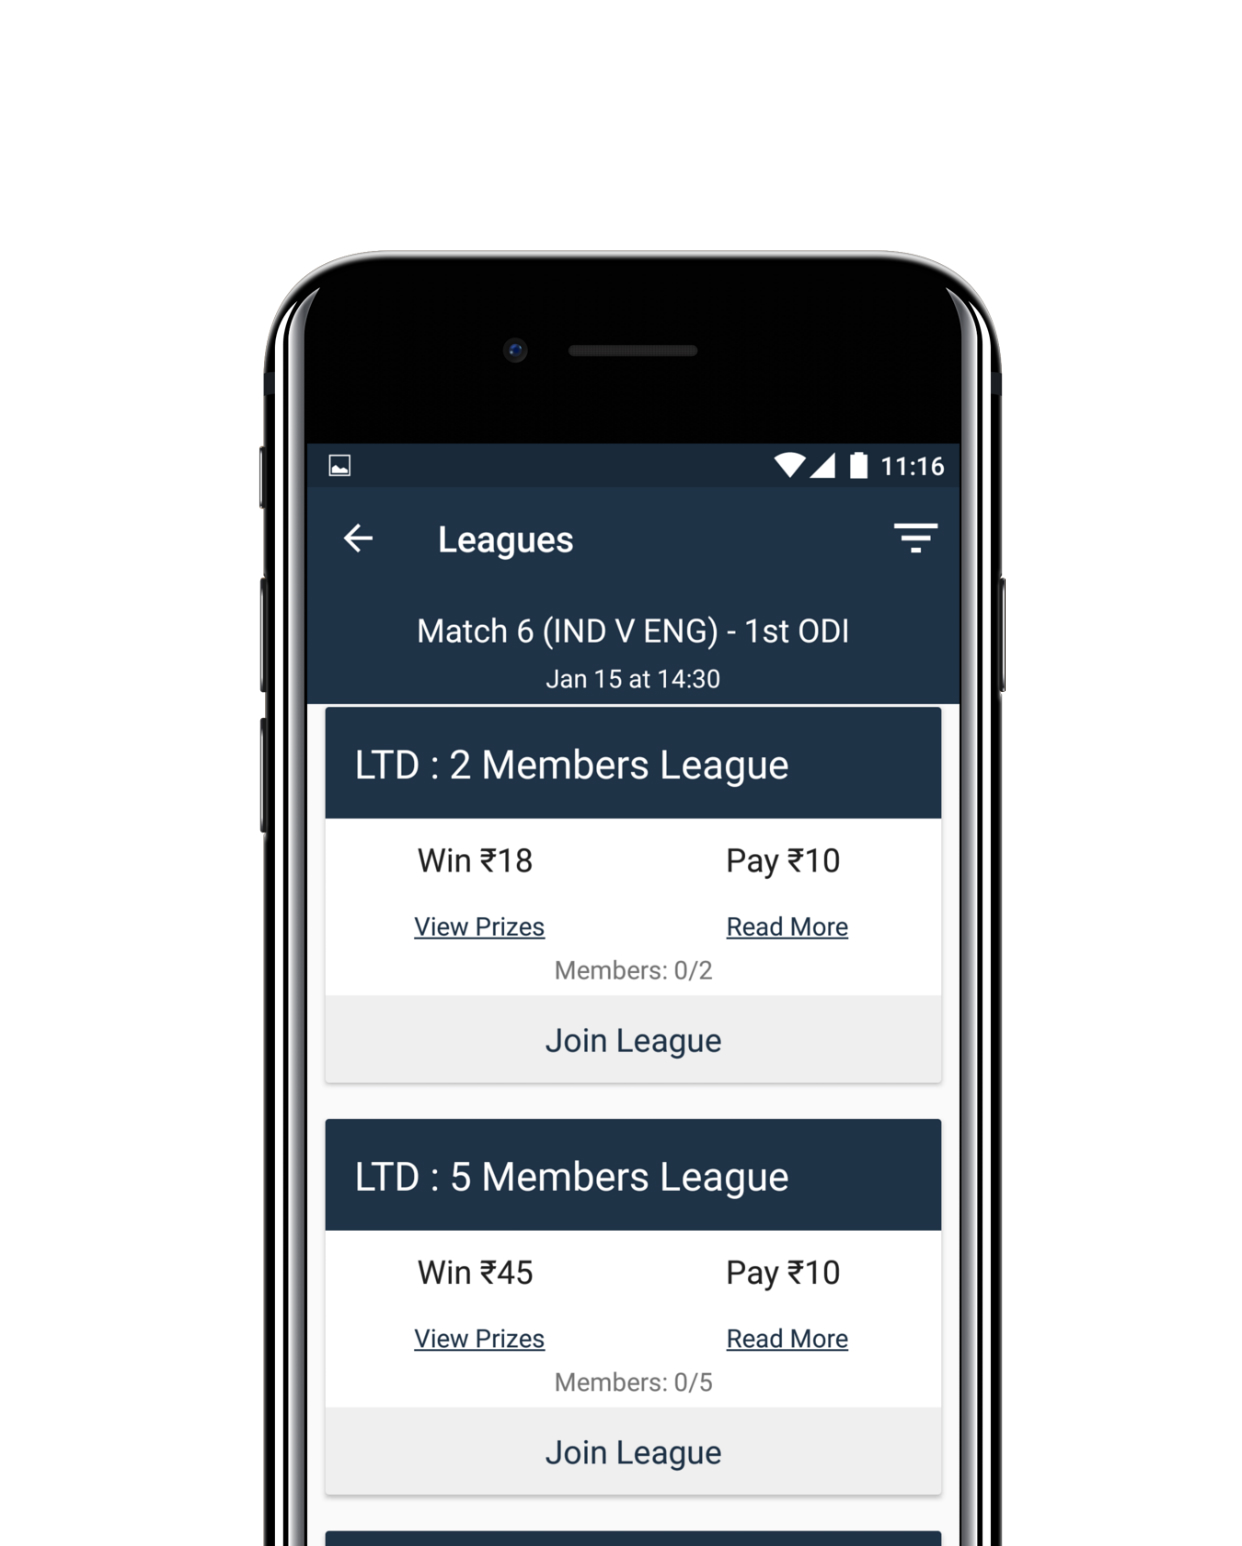 11:16
Leagues
Match 6 (IND V ENG) - 1st ODI
Jan 15 at 14:30
LTD : 2 Members League
Win ₹18 Pay ₹10
View Prizes Read More
Members: 0/2
Join League
LTD : 5 Members League
Win ₹45 Pay ₹10
View Prizes Read More
Members: 0/5
Join League